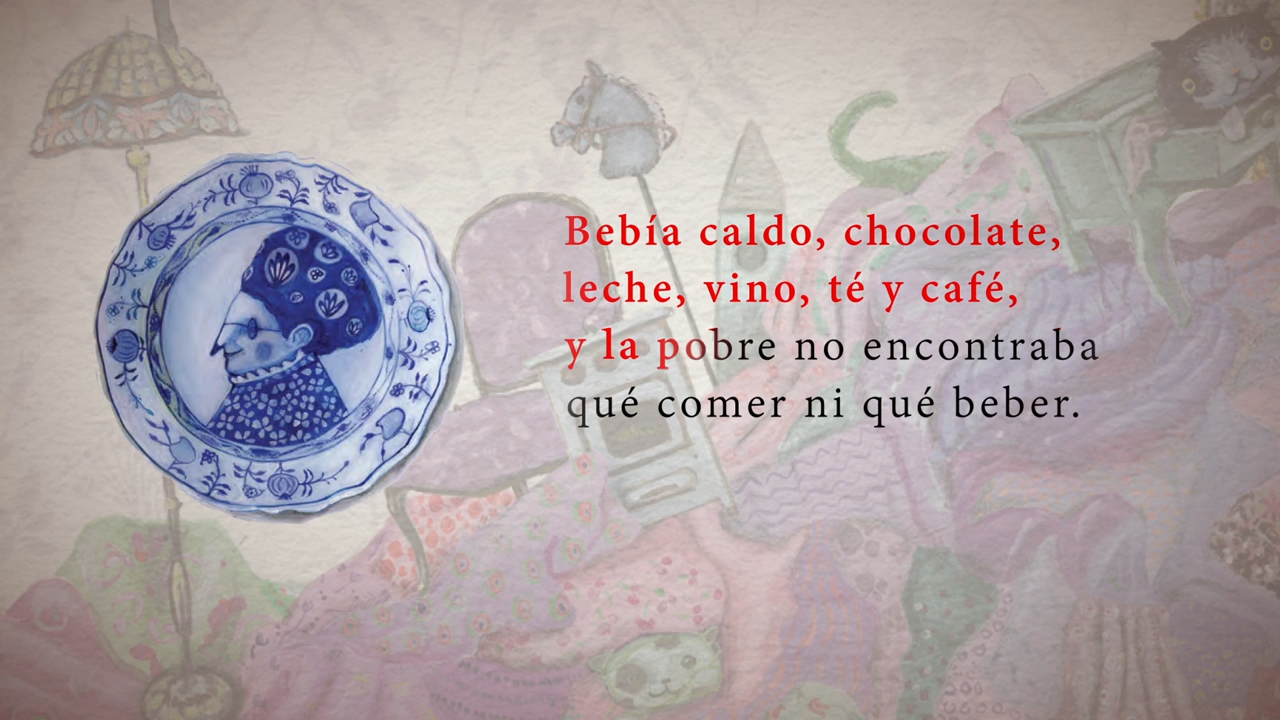 Bebía caldo, chocolate,
leche, vino, té y café,
y la pobre no encontraba
qué comer ni qué beber.